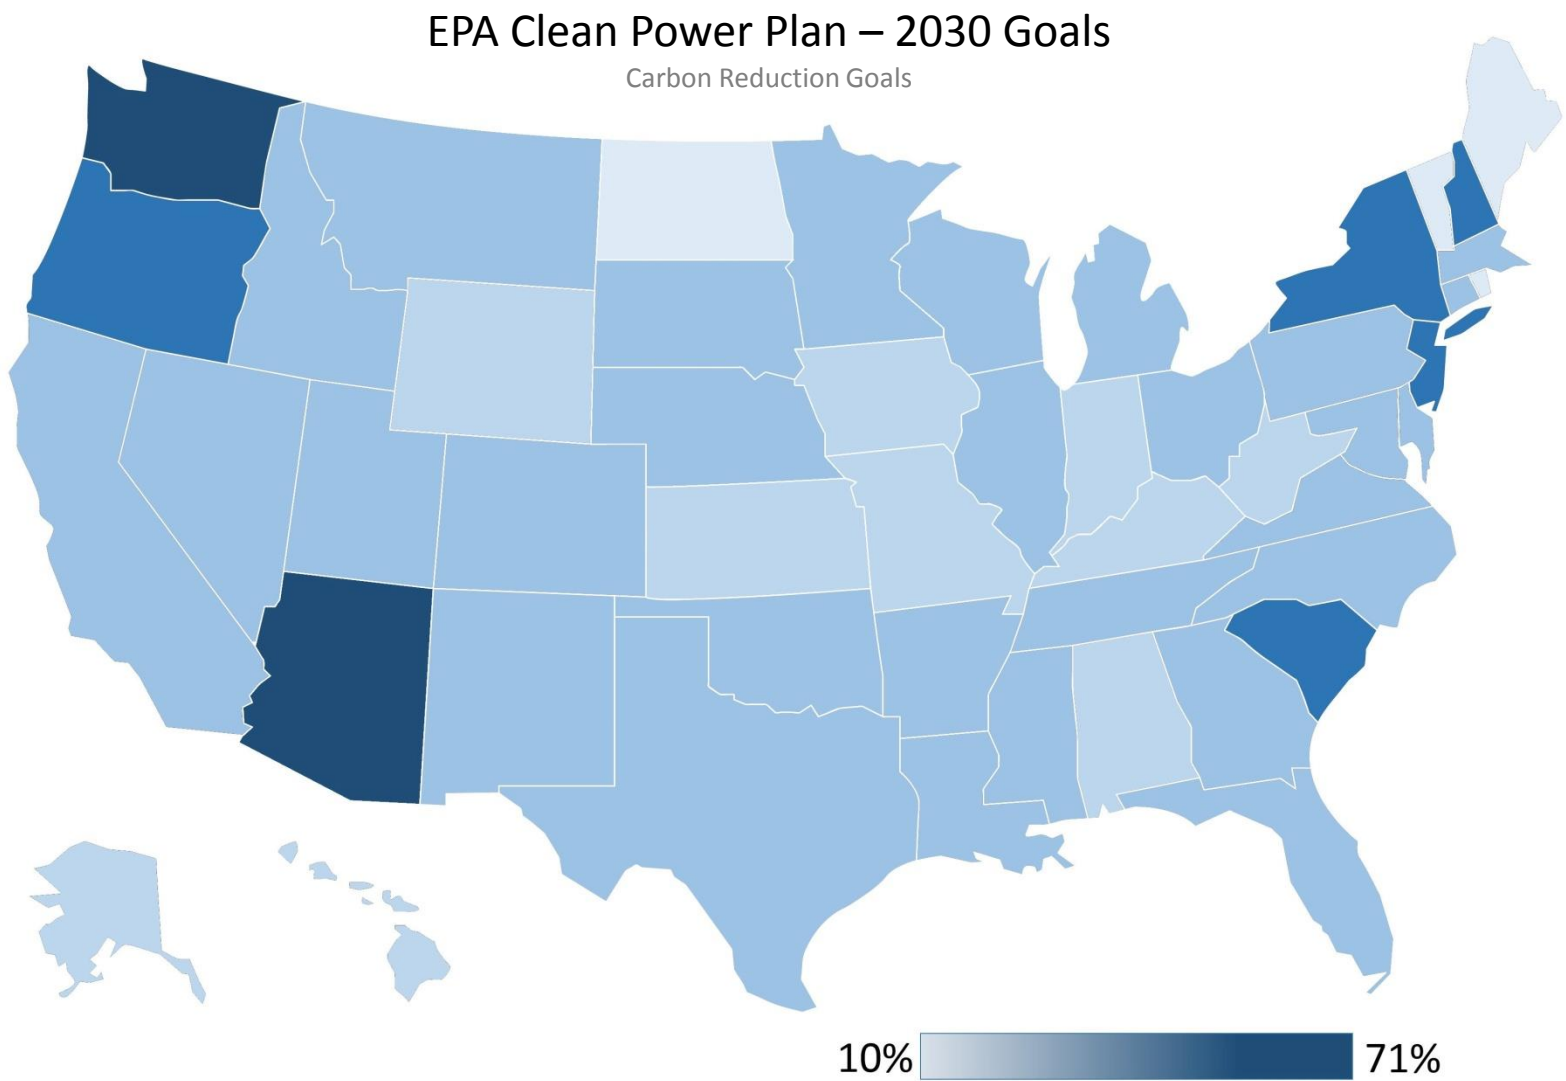 EPA Clean Power Plan – 2030 Goals
Carbon Reduction Goals
10% 71%